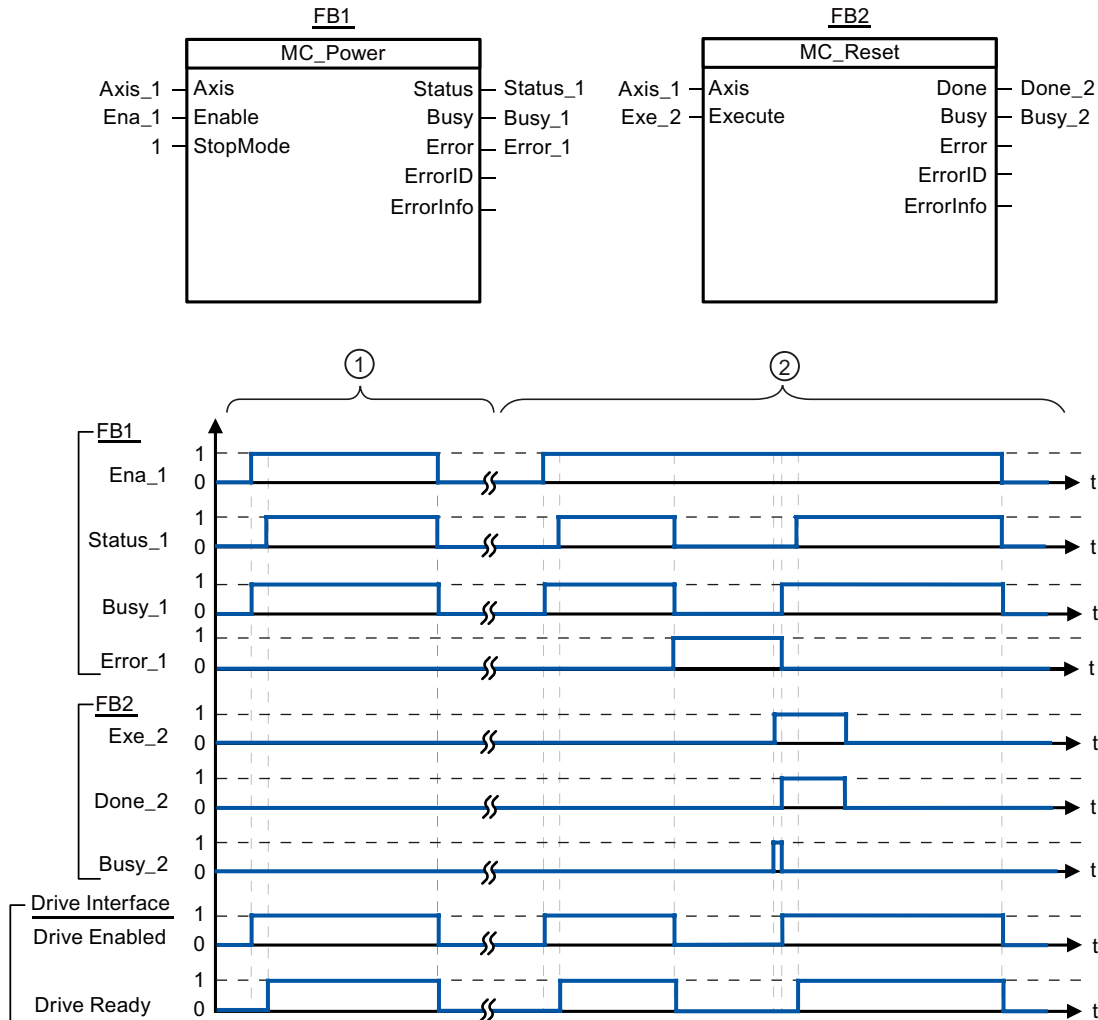 FB1 FB2
MC_Power MC_Reset
Axis_1 Axis Status Status_1 Axis_1 Axis Done Done_2
Ena_1 Enable Busy Busy_1 Exe_2 Execute Busy Busy_2
1 StopMode Error Error_1 Error
ErrorID ErrorID
ErrorInfo ErrorInfo
1 2
FB1
1
Ena_1 0 t
1
Status_1 0 t
1
Busy_1 0 t
1
Error_1 0 t
FB2
1
Exe_2 0 t
1
Done_2 0 t
1
Busy_2 0 t
Drive Interface
1
Drive Enabled 0 t
1
Drive Ready 0 t